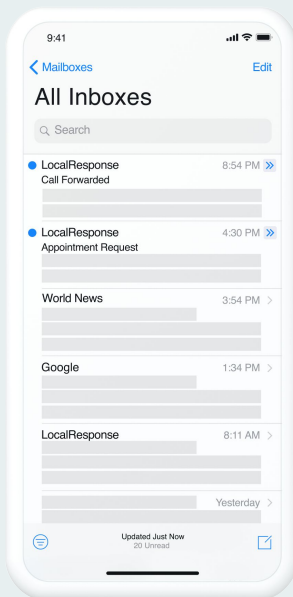 9:41
Mailboxes Edit
All Inboxes
Search
LocalResponse 8:54 PM
Call Forwarded
LocalResponse 4:30 PM
Appointment Request
World News 3:54 PM
Google 1:34 PM
LocalResponse 8:11 AM
Yesterday
Updated Just Now
20 Unread